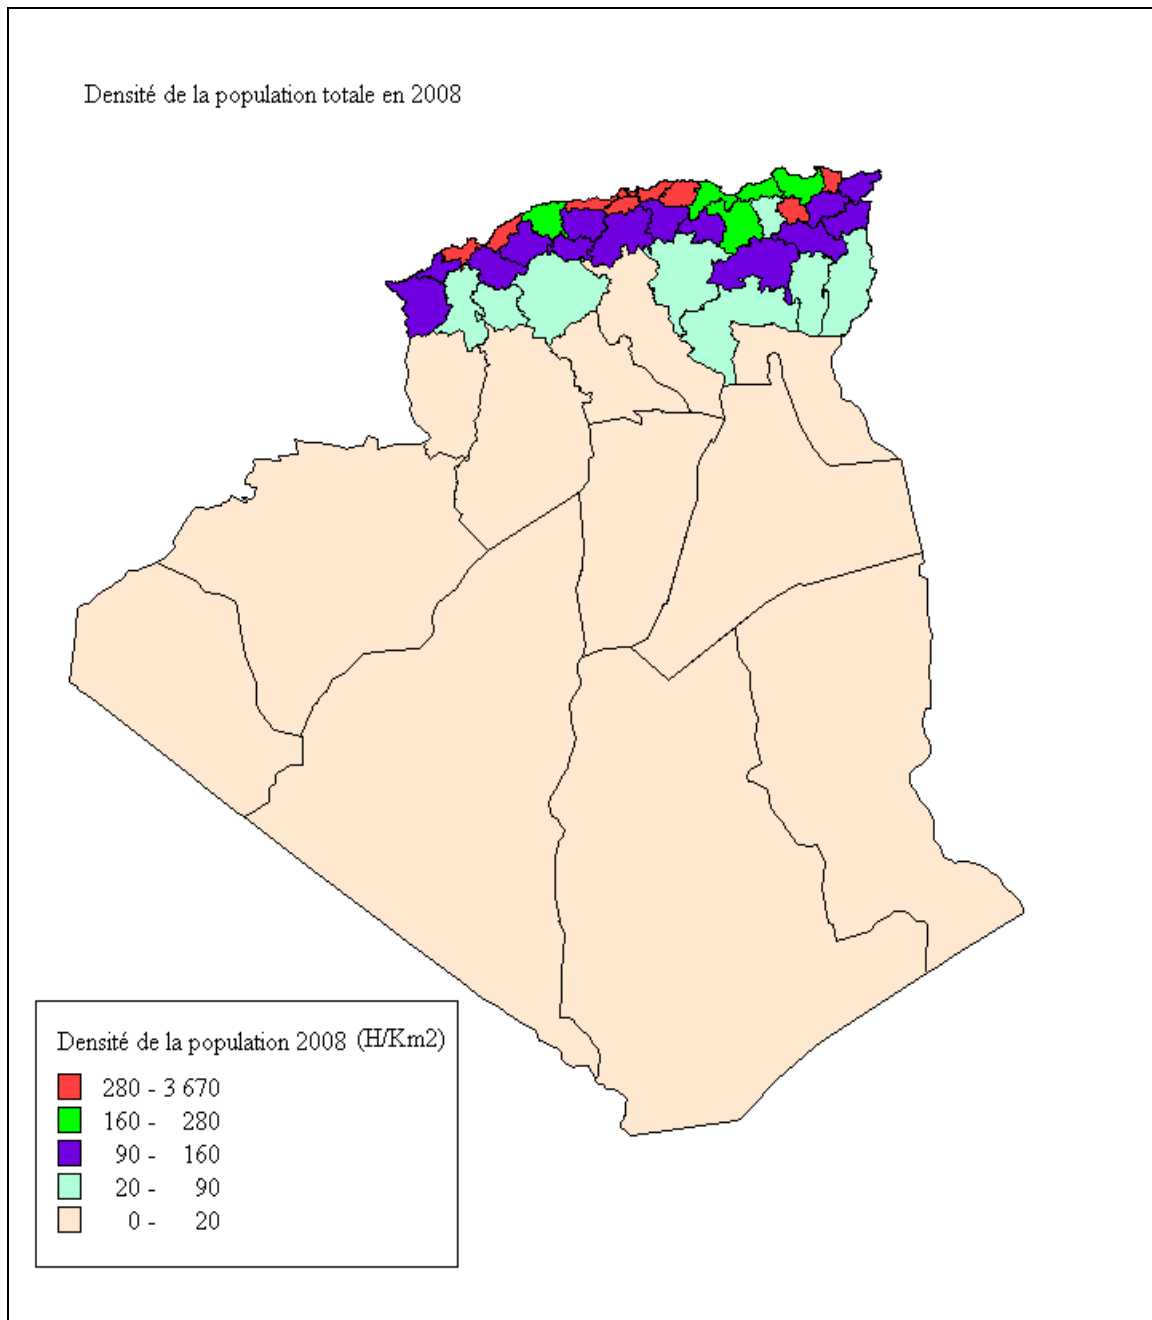 Densité de la population totale en 2008
Densité de la population 2008 (H/Km2)
280 - 3 670
160 - 280
90 - 160
20 - 90
0 - 20